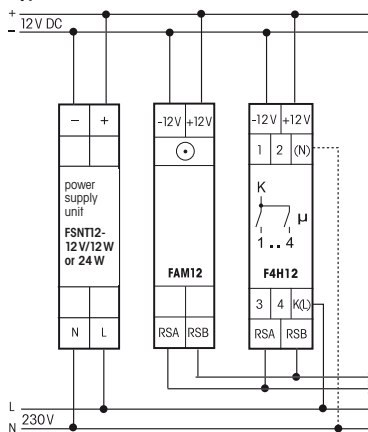 +
12V DC
–
– +
-12V +12V
-12V +12V
1 2 (N)
power
supply
unit
FSNT12-
12V/12W
or 24W
K
µ
1 .. 4
FAM12
F4H12
3 4 K(L)
N L
RSA RSB
RSA RSB
L
230V
N